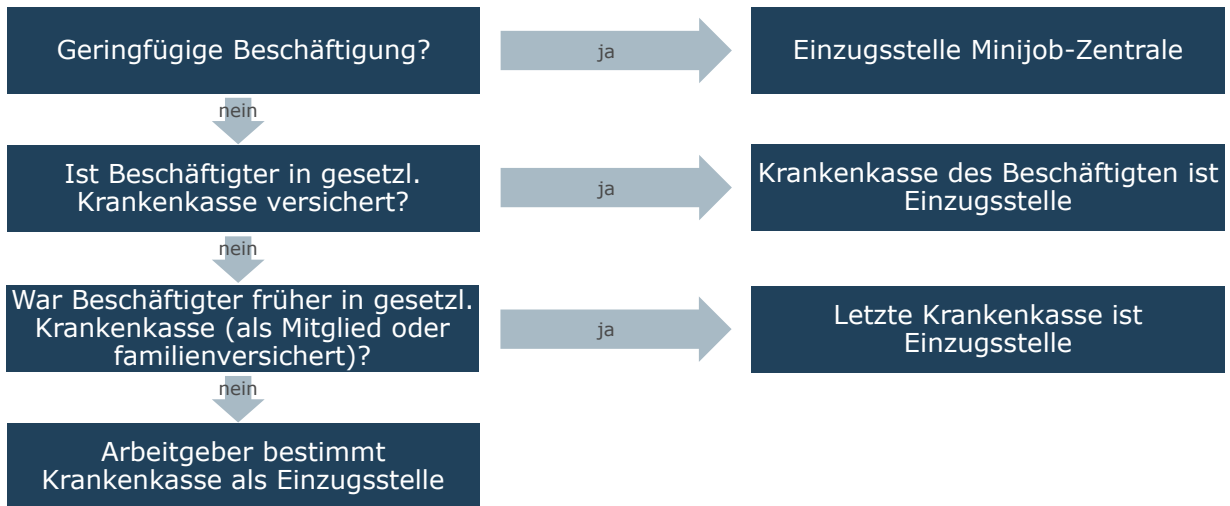 Geringfügige Beschäftigung?
ja
Einzugsstelle Minijob-Zentrale
nein
Ist Beschäftigter in gesetzl.
Krankenkasse versichert?
ja
Krankenkasse des Beschäftigten ist
Einzugsstelle
nein
War Beschäftigter früher in gesetzl.
Krankenkasse (als Mitglied oder
familienversichert)?
ja
Letzte Krankenkasse ist
Einzugsstelle
nein
Arbeitgeber bestimmt
Krankenkasse als Einzugsstelle